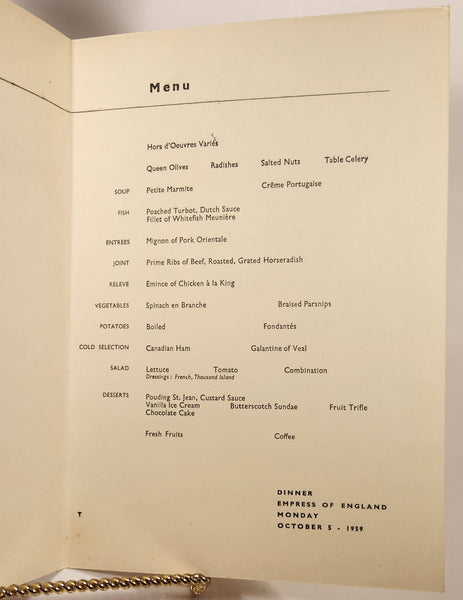 Menu
Hors d'Oeuvres Variés
Queen Olives Radishes Salted Nuts Table Celery
SOUP Petite Marmite Crême Portugaise
FISH Poached Turbot, Dutch Sauce
Fillet of Whitefish Meunière
ENTREES Mignon of Pork Orientale
JOINT Prime Ribs of Beef, Roasted, Grated Horseradish
RELEVÉ Emince of Chicken à la King
VEGETABLES Spinach en Branche Braised Parsnips
POTATOES Boiled Fondantés
COLD SELECTION Canadian Ham Galantine of Veal
SALAD Lettuce Tomato Combination
Dressings: French, Thousand Island
DESSERTS Pouding St. Jean, Custard Sauce
Vanilla Ice Cream Butterscotch Sundae Fruit Trifle
Chocolate Cake
Fresh Fruits Coffee
DINNER
EMPRESS OF ENGLAND
T MONDAY
OCTOBER 5 - 1959